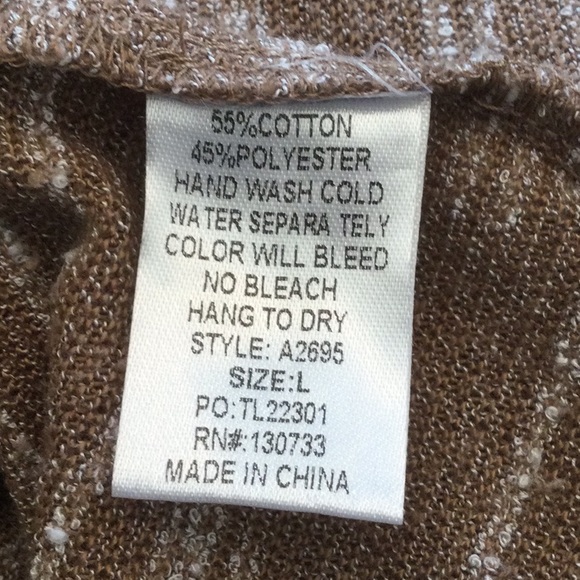 55%COTTON
45%POLYESTER
HAND WASH COLD
WATER SEPARA TELY
COLOR WILL BLEED
NO BLEACH
HANG TO DRY
STYLE: A2695
SIZE:L
PO:TL22301
RN#:130733
MADE IN CHINA